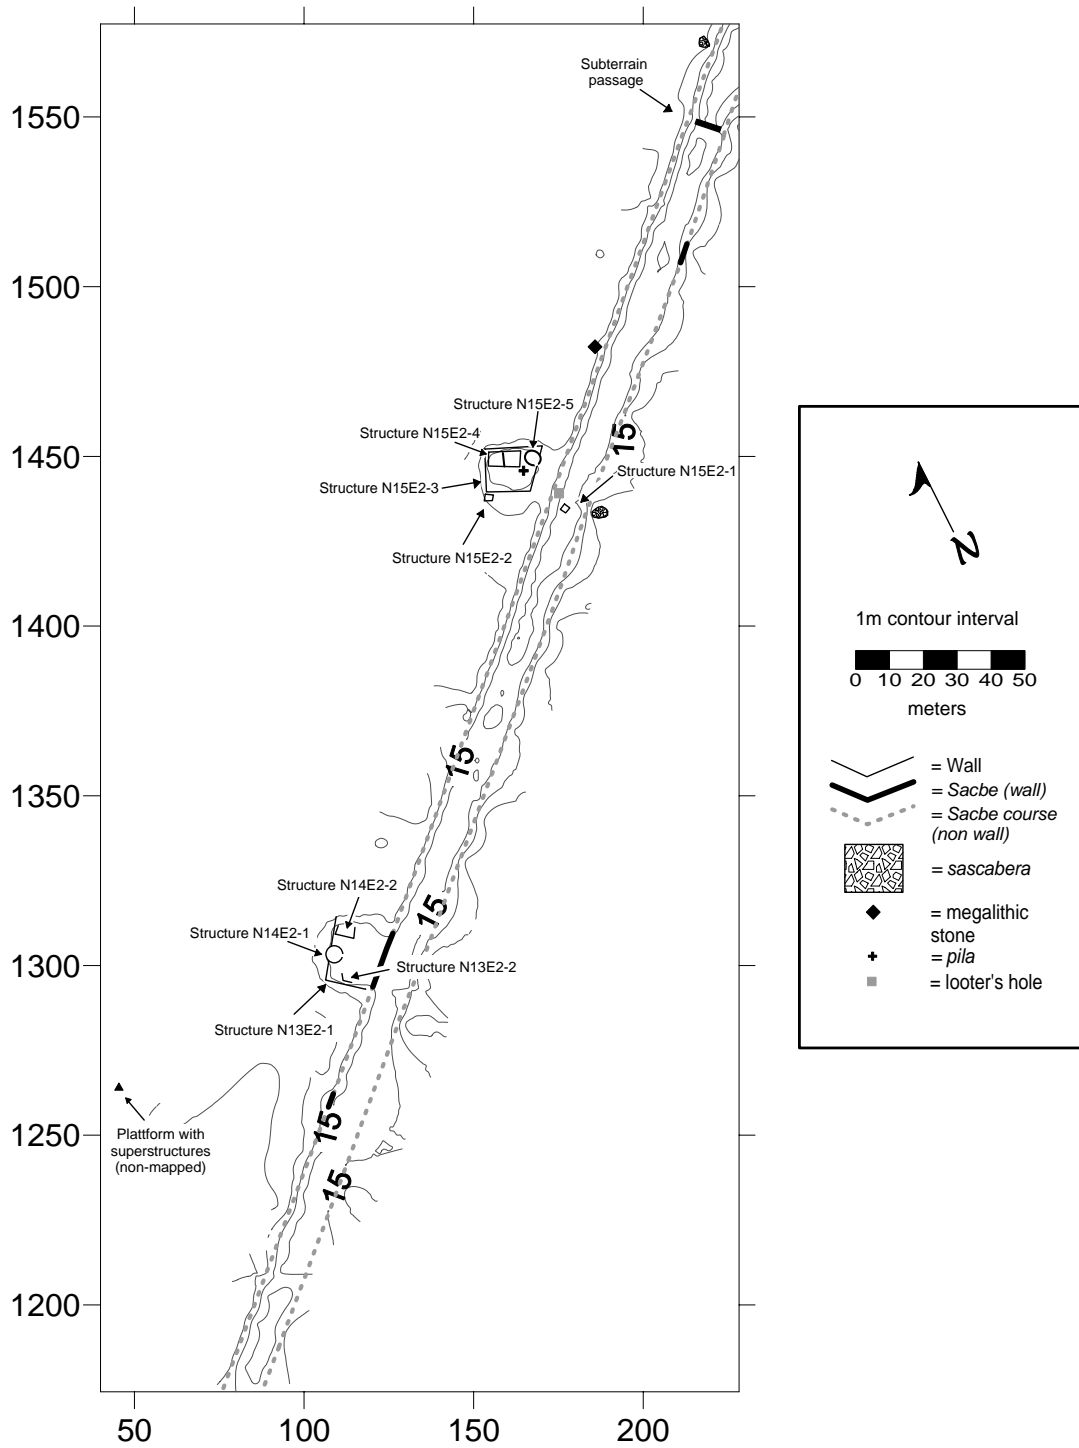 Subterrain
passage
1550
1500
Structure N15E2-5
Structure N15E2-4
15
1450
Structure N15E2-1
Structure N15E2-3
Structure N15E2-2
N
1400
1m contour interval
0 10 20 30 40 50
meters
15
= Wall
= Sacbe (wall)
1350
= Sacbe course
(non wall)
= sascabera
Structure N14E2-2
15
= megalithic
stone
Structure N14E2-1
= pila
1300
Structure N13E2-2
= looter's hole
Structure N13E2-1
15
1250
Plattform with
superstructures
(non-mapped)
15
1200
50 100 150 200